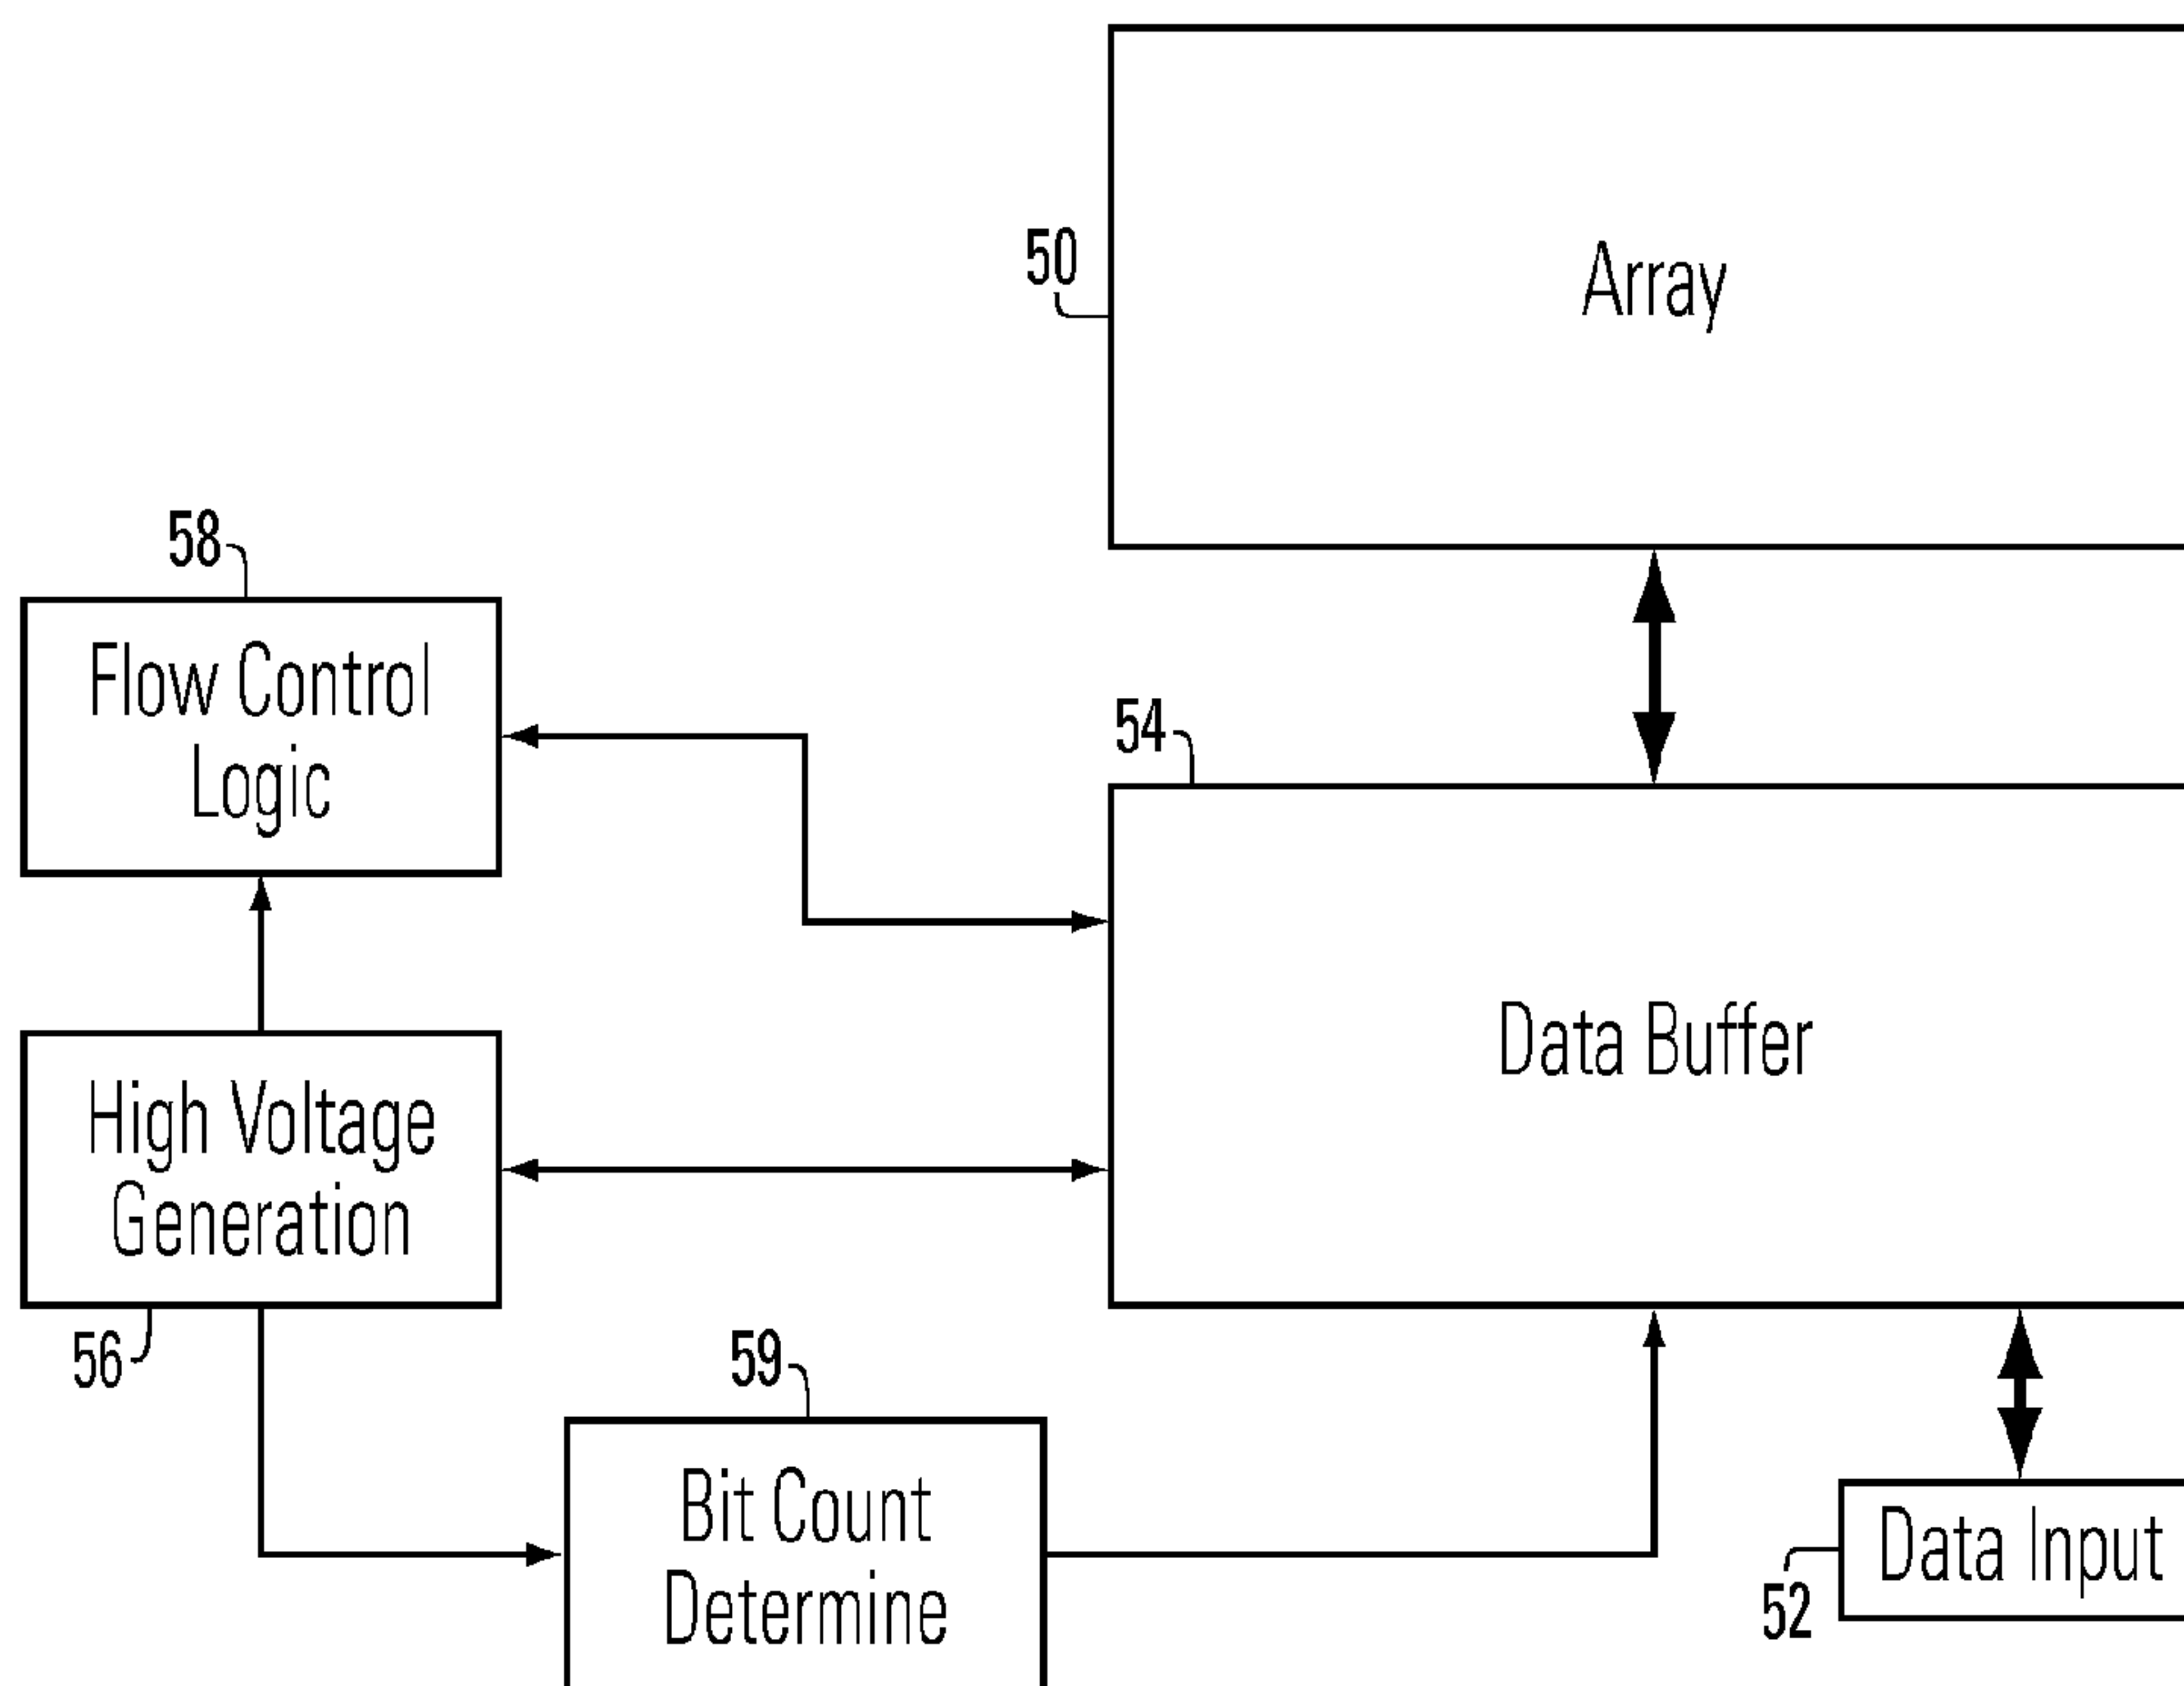 50
Array
58
Flow Control
Logic
54
Data Buffer
High Voltage
Generation
56
59
Bit Count
Determine
Data Input
52